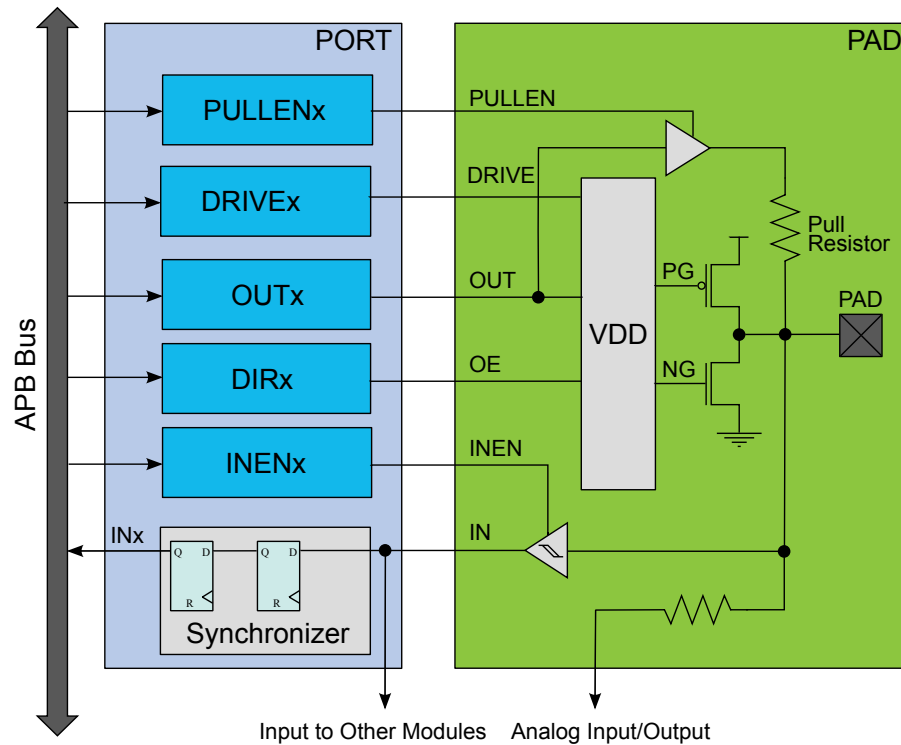 PORT
PAD
PULLENx
PULLEN
DRIVEx
DRIVE
Pull
Resistor
OUTx
OUT
PG
PAD
VDD
APB Bus
DIRx
OE
NG
INENx
INEN
INx
IN
Q D
Q D
R
R
Synchronizer
Input to Other Modules
Analog Input/Output